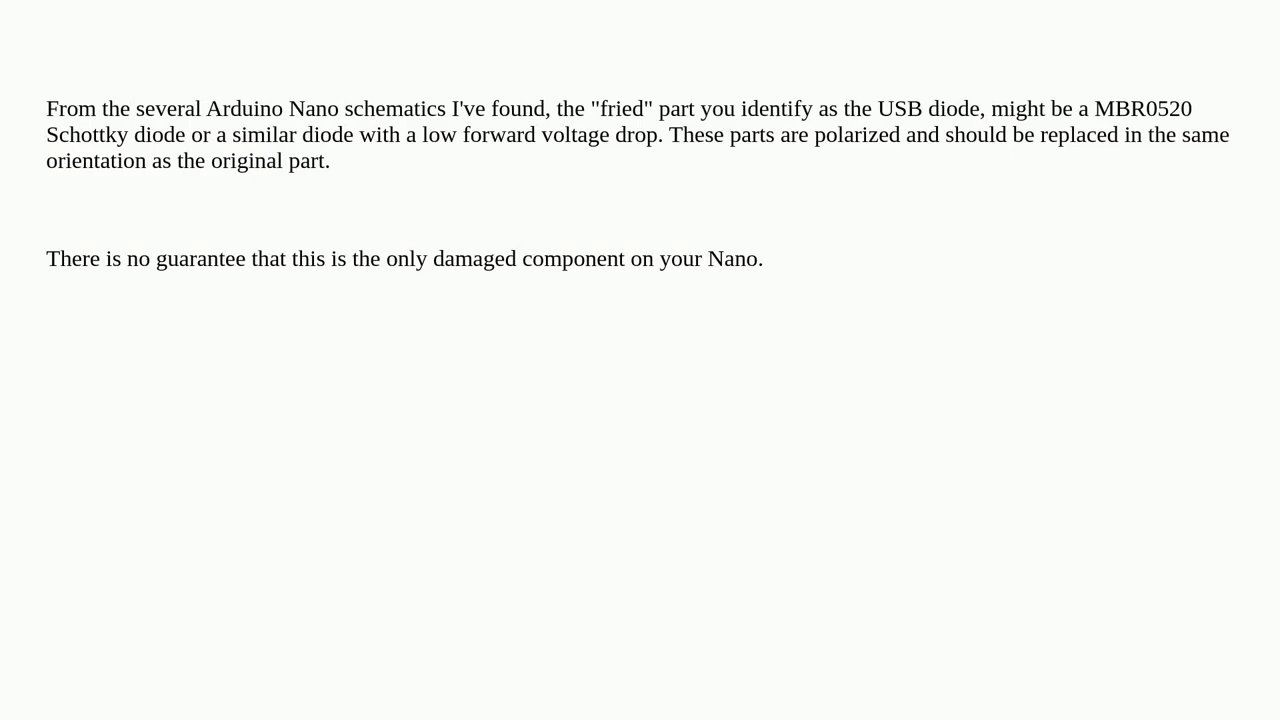 From the several Arduino Nano schematics I've found, the "fried" part you identify as the USB diode, might be a MBR0520
Schottky diode or a similar diode with a low forward voltage drop. These parts are polarized and should be replaced in the same
orientation as the original part.
There is no guarantee that this is the only damaged component on your Nano.